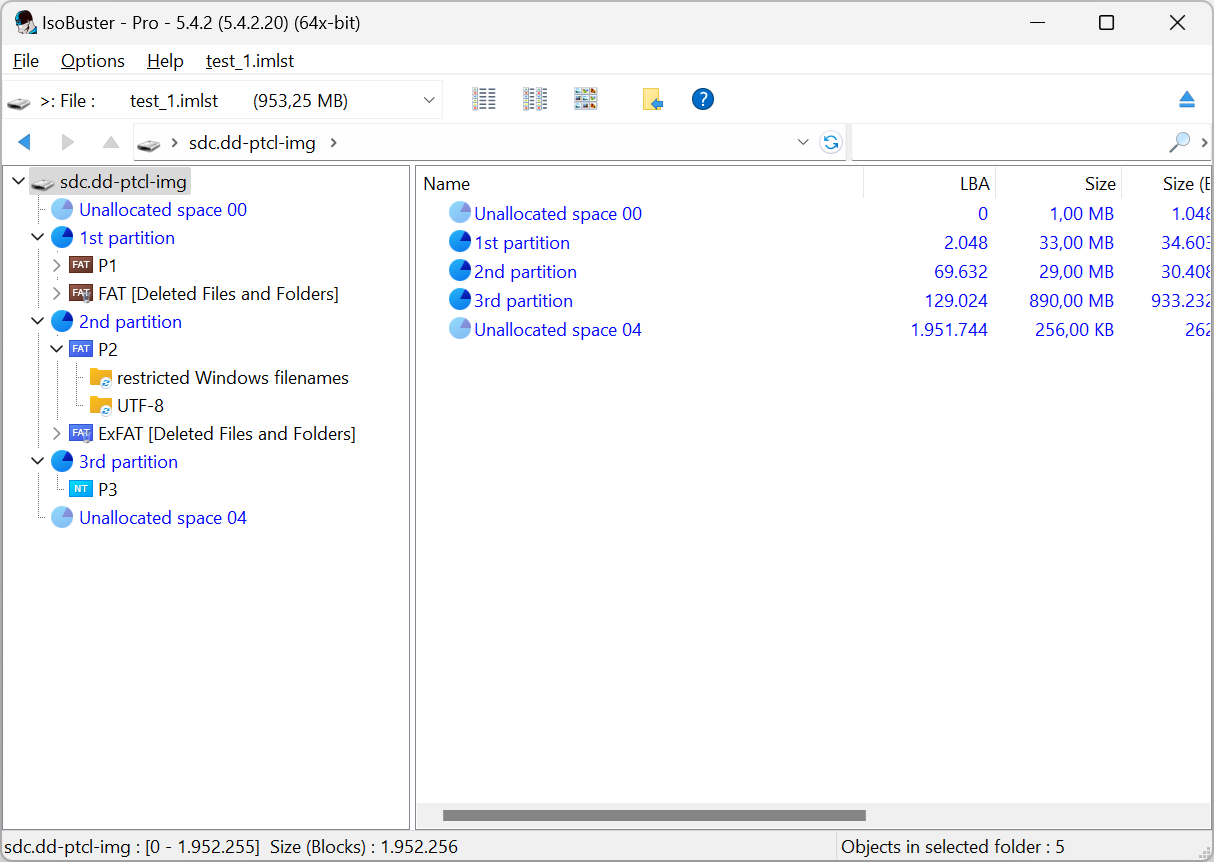 IsoBuster - Pro - 5.4.2 (5.4.2.20) (64x-bit)
File Options Help test_1.imlst
>: File : test_1.imlst (953,25 MB)
?
sdc.dd-ptcl-img
sdc.dd-ptcl-img
Unallocated space 00
1st partition
FAT P1
FAT FAT [Deleted Files and Folders]
2nd partition
FAT P2
restricted Windows filenames
UTF-8
FAT ExFAT [Deleted Files and Folders]
3rd partition
NT P3
Unallocated space 04
Name LBA Size Size (E
Unallocated space 00 0 1,00 MB 1.048
1st partition 2.048 33,00 MB 34.603
2nd partition 69.632 29,00 MB 30.408
3rd partition 129.024 890,00 MB 933.232
Unallocated space 04 1.951.744 256,00 KB 262
sdc.dd-ptcl-img : [0 - 1.952.255] Size (Blocks) : 1.952.256
Objects in selected folder : 5